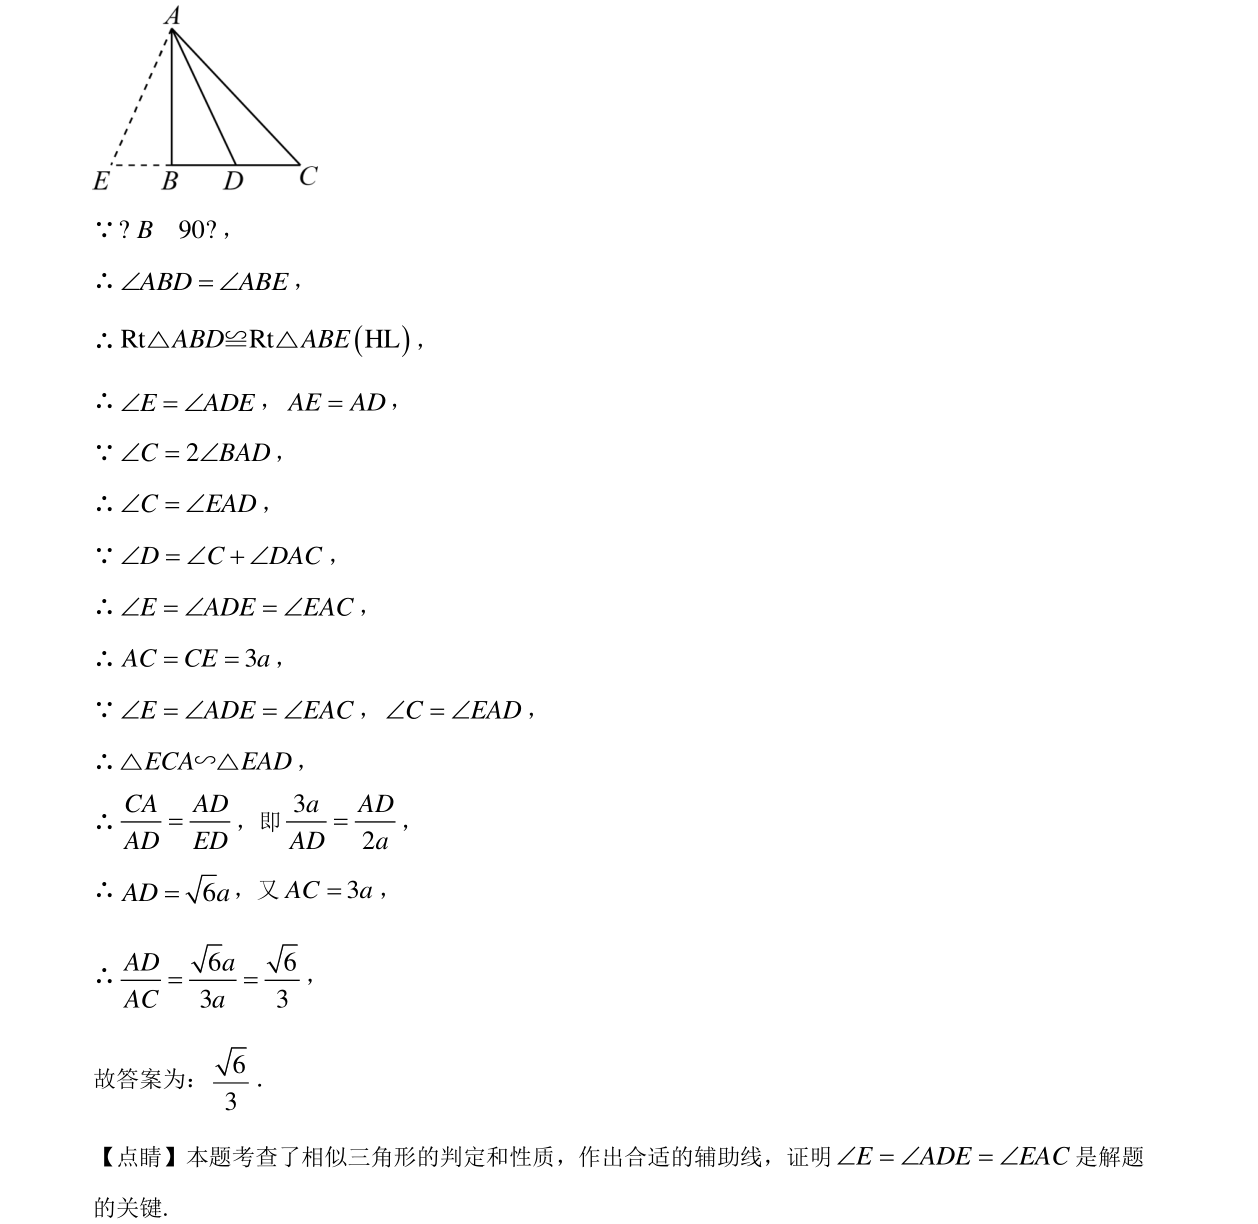 A
E B D C
∵ ? B 90?，
∴ ∠ABD = ∠ABE，
∴ Rt△ABD≌Rt△ABE(HL)，
∴ ∠E = ∠ADE，AE = AD，
∵ ∠C = 2∠BAD，
∴ ∠C = ∠EAD，
∵ ∠D = ∠C + ∠DAC，
∴ ∠E = ∠ADE = ∠EAC，
∴ AC = CE = 3a，
∵ ∠E = ∠ADE = ∠EAC，∠C = ∠EAD，
∴ △ECA∽△EAD，
∴ CA/AD = AD/ED，即 3a/AD = AD/2a，
∴ AD = √6a，又 AC = 3a，
∴ AD/AC = √6a/3a = √6/3，
故答案为：√6/3．
【点睛】本题考查了相似三角形的判定和性质，作出合适的辅助线，证明 ∠E = ∠ADE = ∠EAC 是解题
的关键.